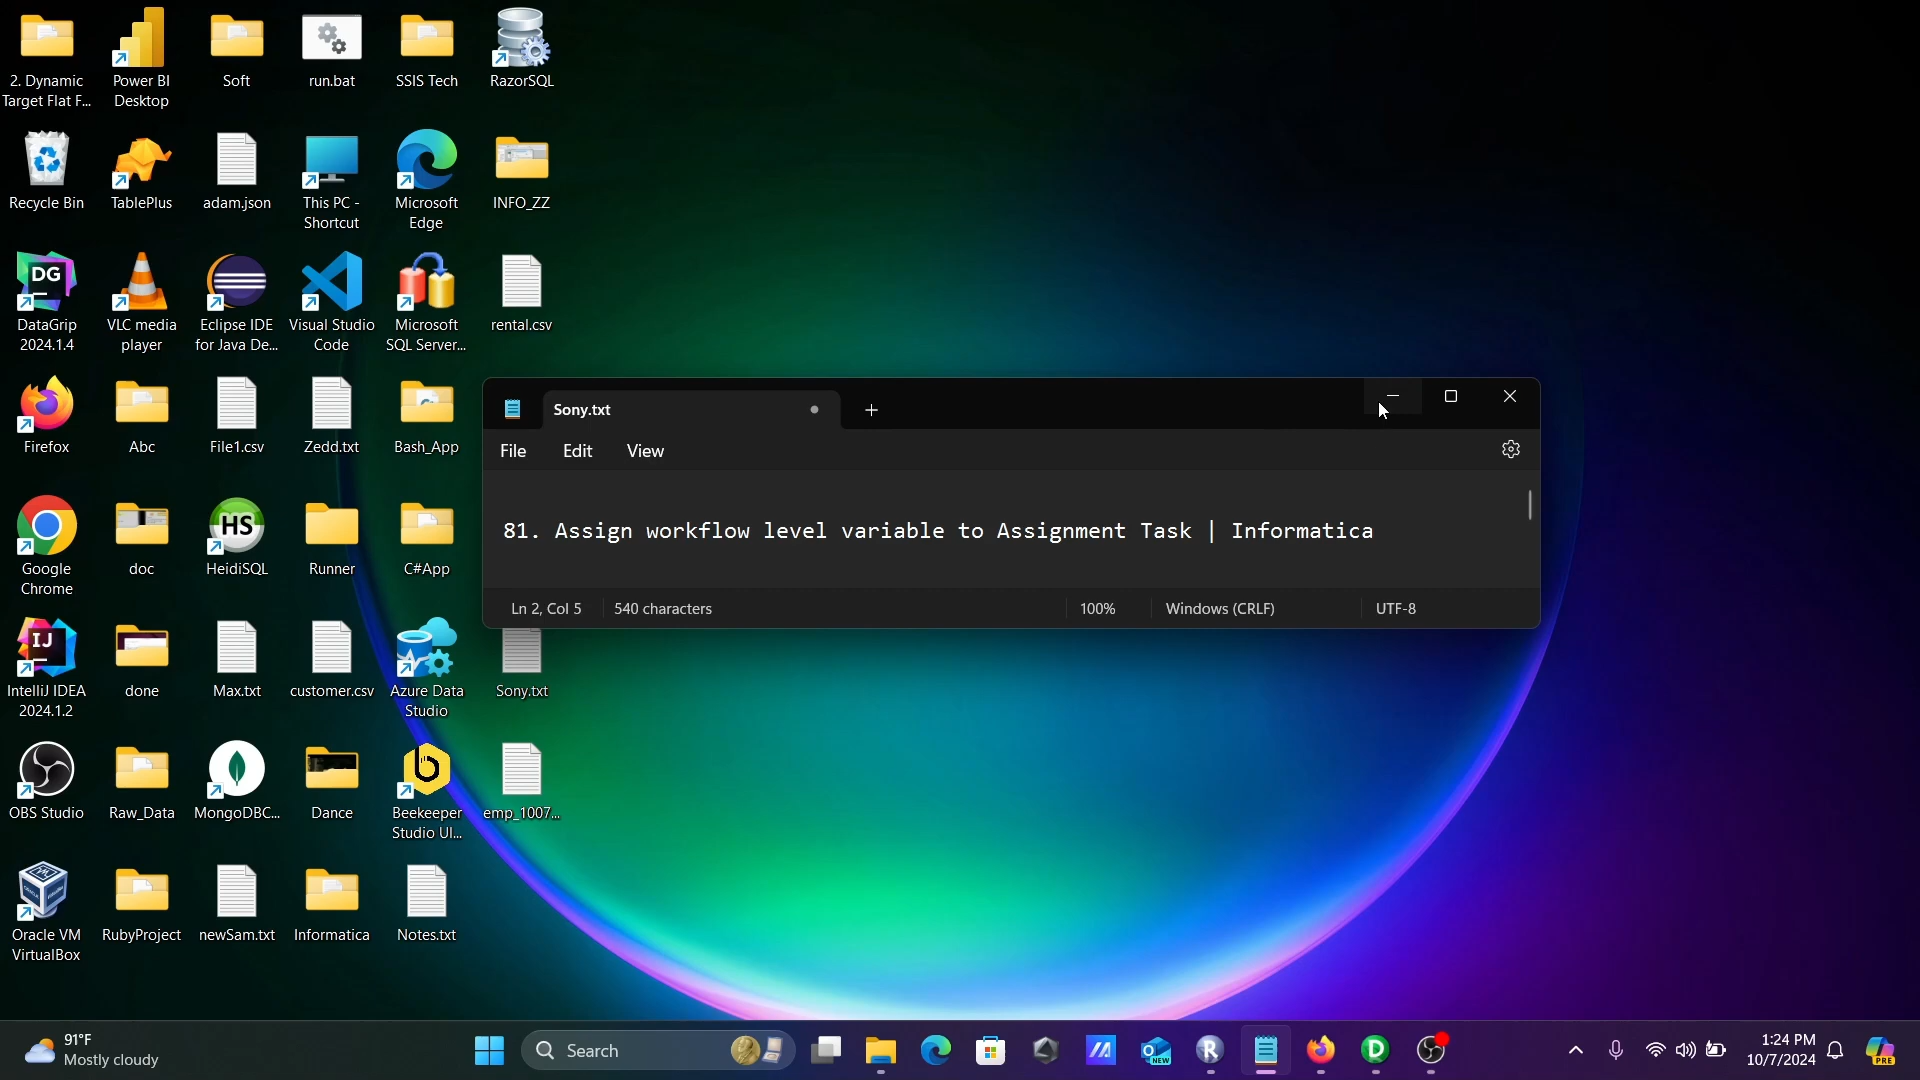 2. Dynamic
Target Flat F...
Power BI
Desktop
Soft
run.bat
SSIS Tech
RazorSQL
Recycle Bin
TablePlus
adam.json
This PC -
Shortcut
Microsoft
Edge
INFO_ZZ
DataGrip
2024.1.4
VLC media
player
Eclipse IDE
for Java De...
Visual Studio
Code
Microsoft
SQL Server...
rental.csv
Firefox
Abc
File1.csv
Zedd.txt
Bash_App
Google
Chrome
doc
HeidiSQL
Runner
C#App
IntelliJ IDEA
2024.1.2
done
Max.txt
customer.csv
Azure Data
Studio
Sony.txt
OBS Studio
Raw_Data
MongoDBC...
Dance
Beekeeper
Studio UI...
emp_1007...
Oracle VM
VirtualBox
RubyProject
newSam.txt
Informatica
Notes.txt
DG
HS
IJ
Sony.txt
File Edit View
81. Assign workflow level variable to Assignment Task | Informatica
Ln 2, Col 5 540 characters 100% Windows (CRLF) UTF-8
91°F
Mostly cloudy
Search
NEW
R
D
1:24 PM
10/7/2024
PRE